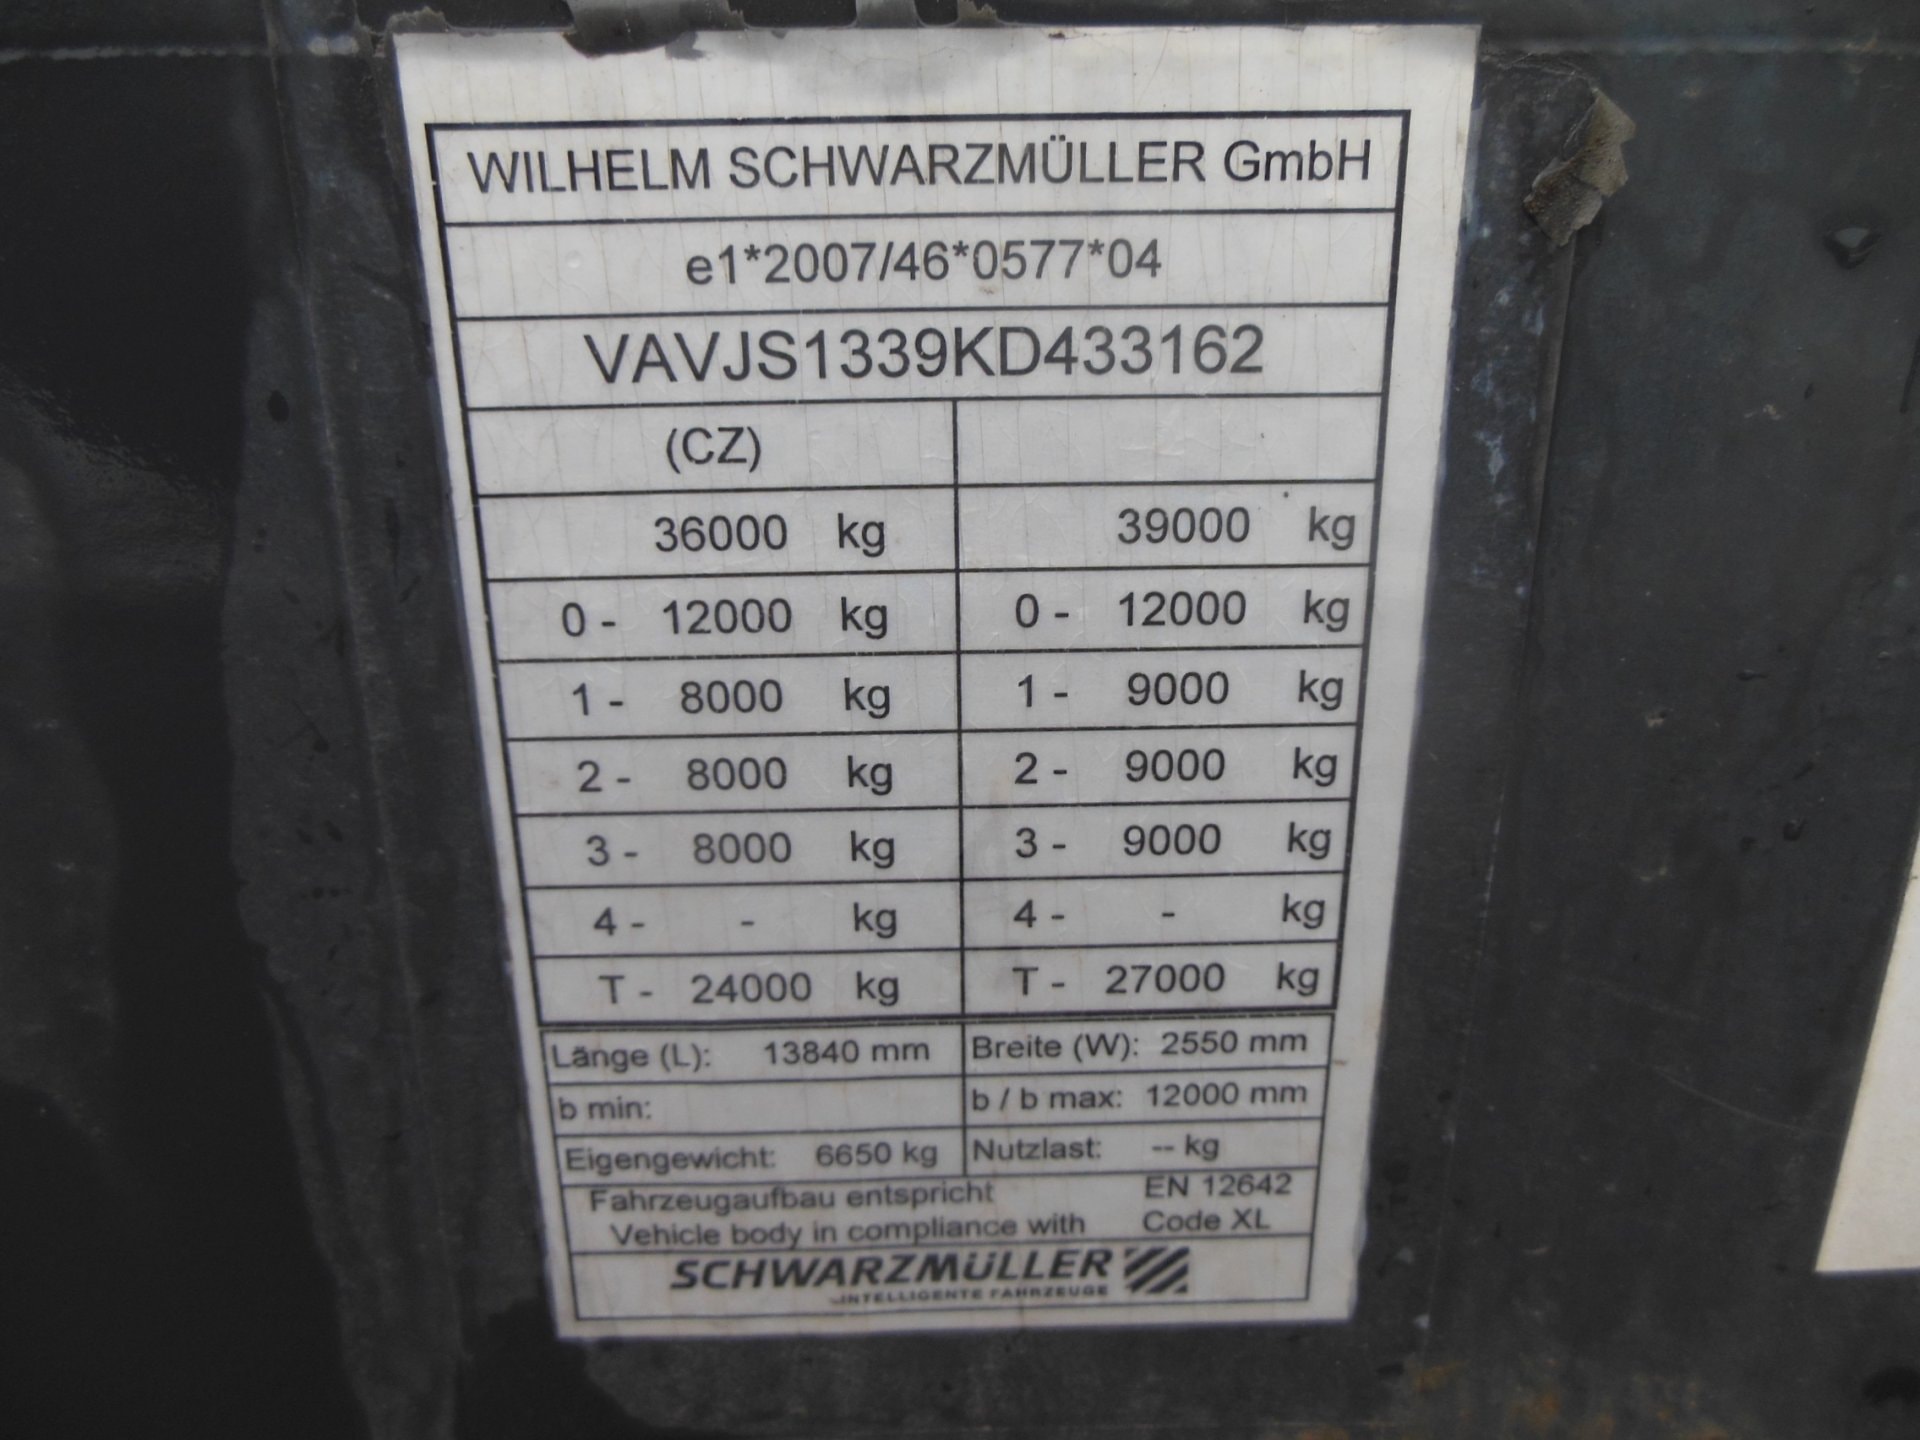 WILHELM SCHWARZMÜLLER GmbH
e1*2007/46*0577*04
VAVJS1339KD433162
(CZ)
36000 kg 39000 kg
0 - 12000 kg 0 - 12000 kg
1 - 8000 kg 1 - 9000 kg
2 - 8000 kg 2 - 9000 kg
3 - 8000 kg 3 - 9000 kg
4 - - kg 4 - - kg
T - 24000 kg T - 27000 kg
Länge (L): 13840 mm Breite (W): 2550 mm
b min: b / b max: 12000 mm
Eigengewicht: 6650 kg Nutzlast: -- kg
Fahrzeugaufbau entspricht EN 12642
Vehicle body in compliance with Code XL
SCHWARZMÜLLER
INTELLIGENTE FAHRZEUGE